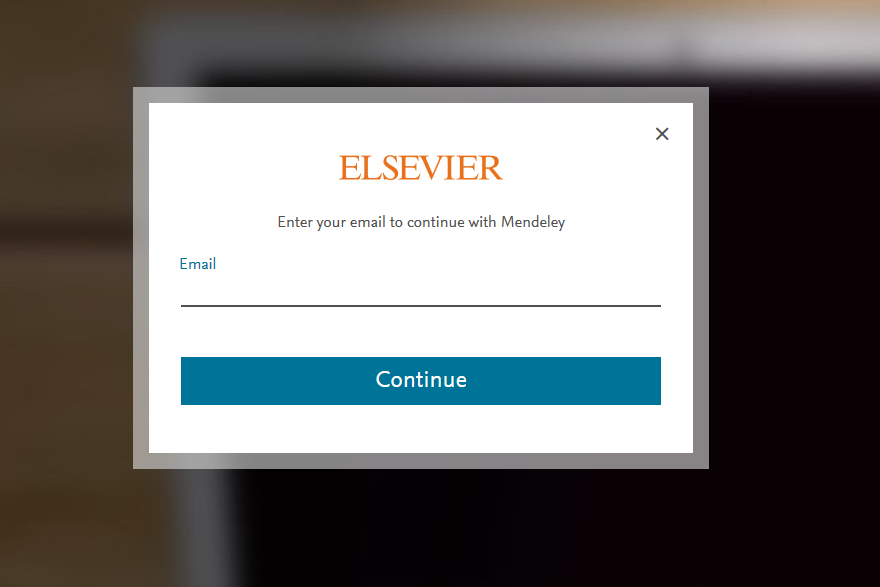 ELSEVIER
Enter your email to continue with Mendeley
Email
Continue